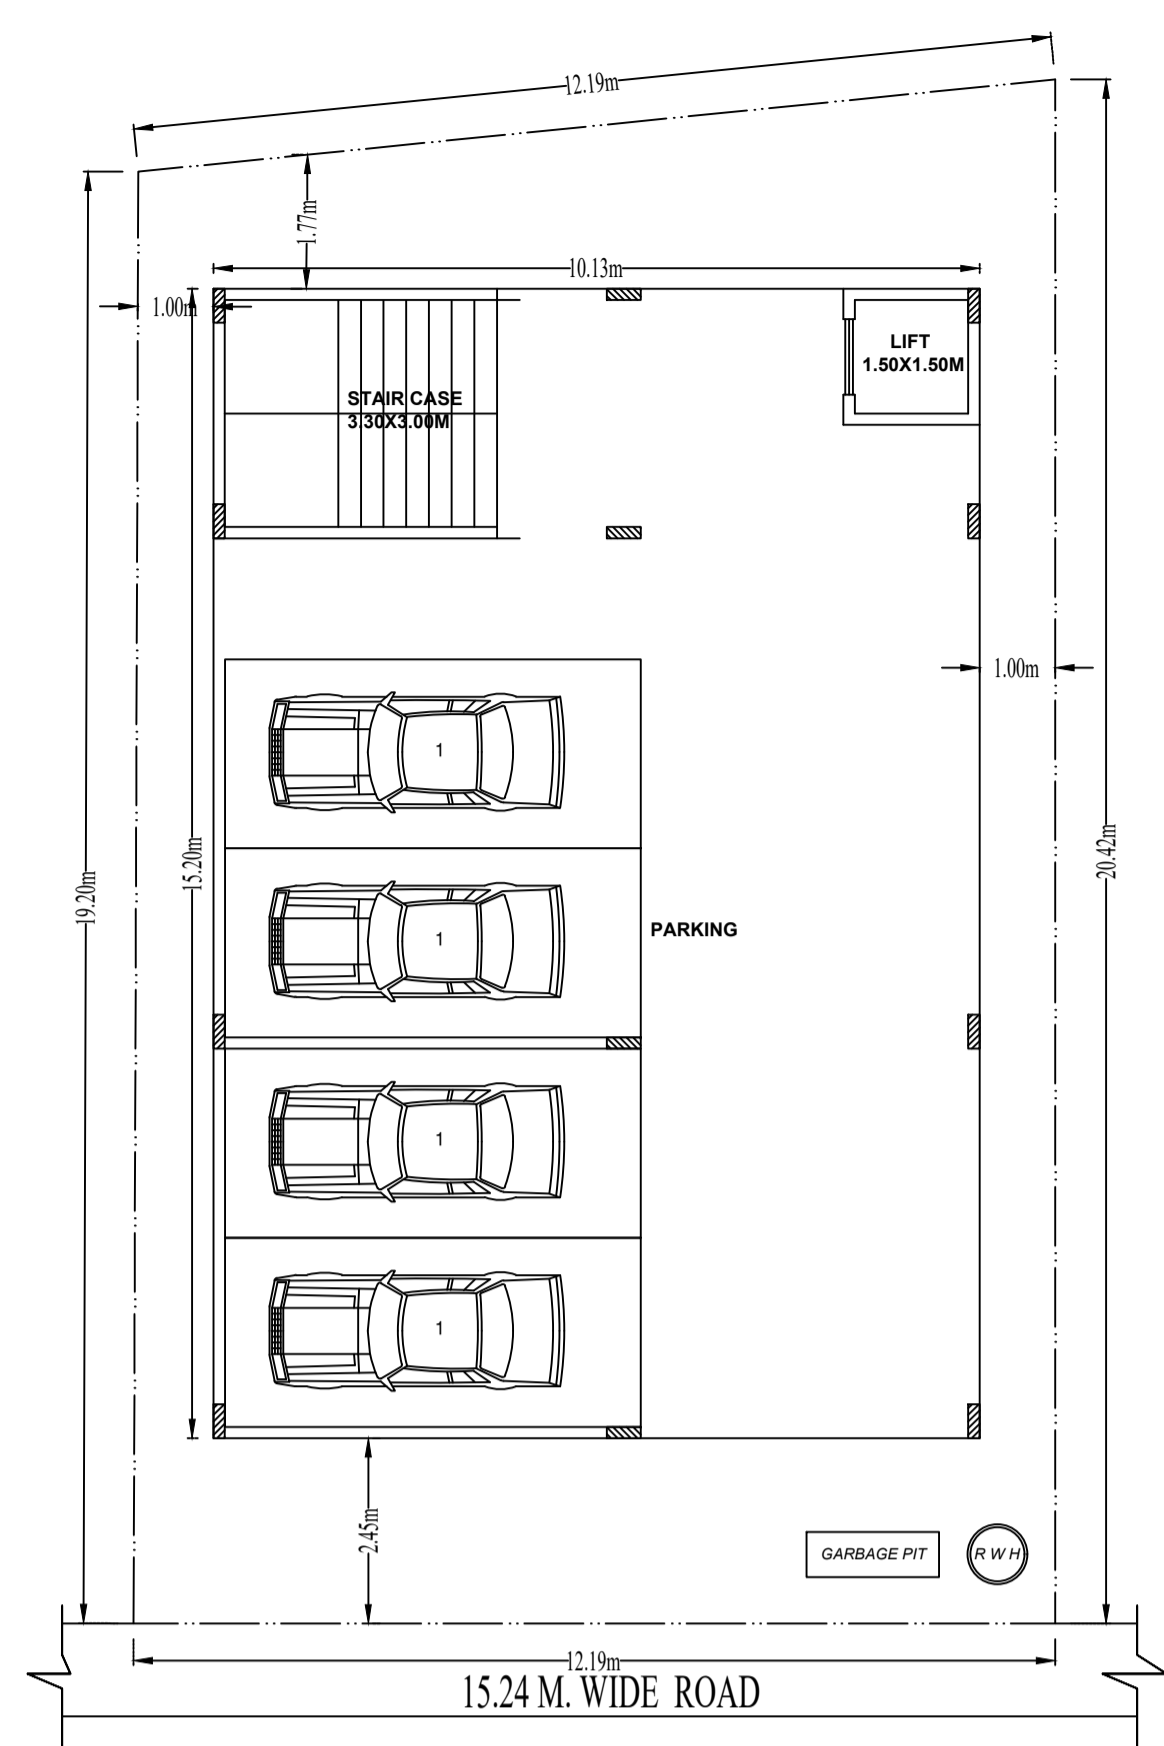 12.19m
1.77m
10.13m
1.00m
LIFT
1.50X1.50M
STAIR CASE
3.30X3.00M
1.00m
1
15.20m
20.42m
19.20m
1
PARKING
1
1
2.45m
GARBAGE PIT
R W H
12.19m
15.24 M. WIDE ROAD